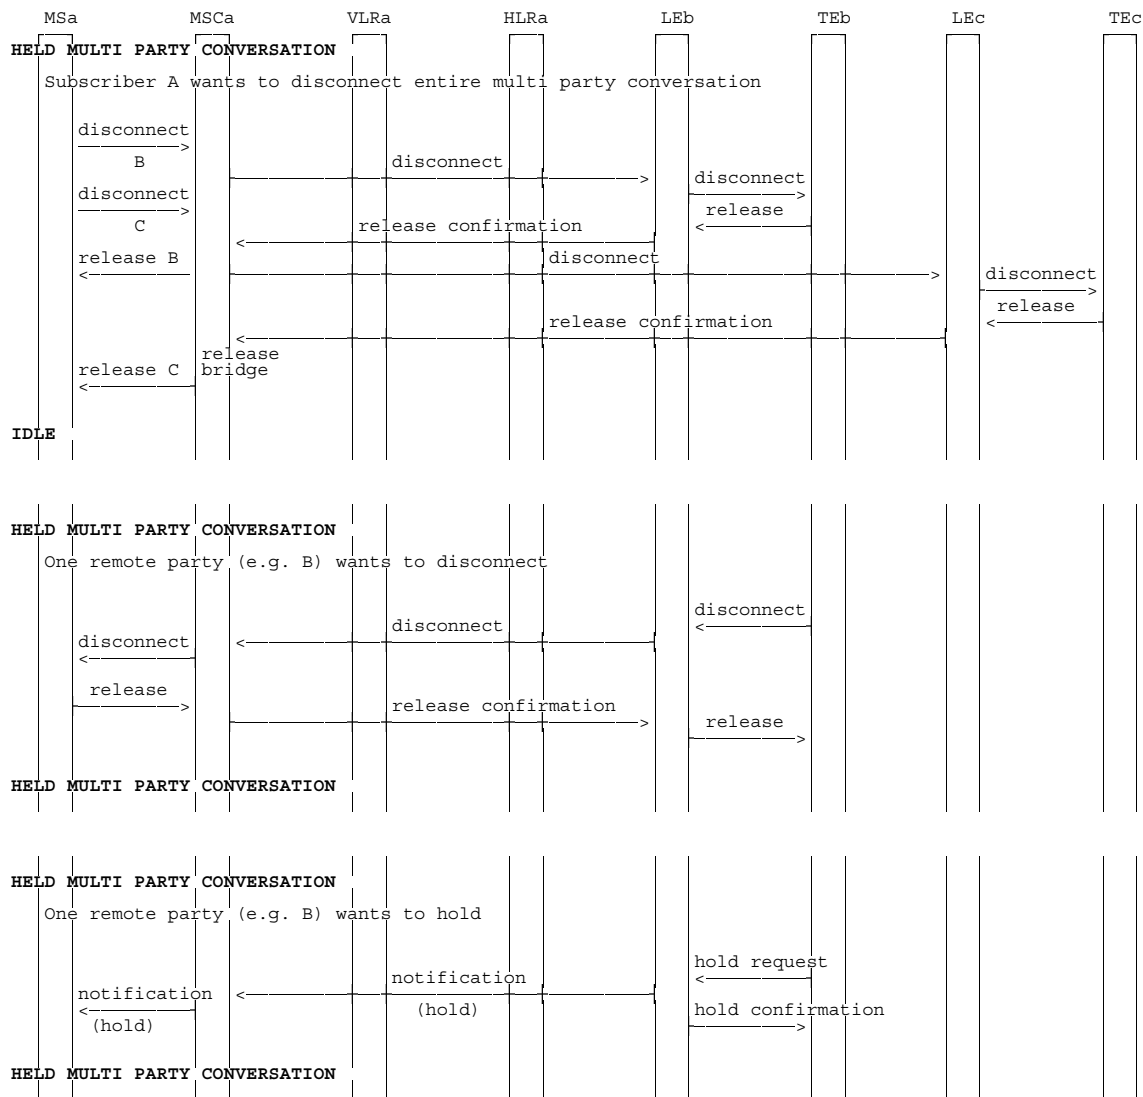 MSa MSCa VLRa HLRa LEb TEb LEc TEc
HELD MULTI PARTY CONVERSATION
Subscriber A wants to disconnect entire multi party conversation
disconnect
B
disconnect
disconnect
disconnect
release
C
release confirmation
release B
disconnect
disconnect
release
release confirmation
release
bridge
release C
IDLE
HELD MULTI PARTY CONVERSATION
One remote party (e.g. B) wants to disconnect
disconnect
disconnect
disconnect
release
release confirmation
release
HELD MULTI PARTY CONVERSATION
HELD MULTI PARTY CONVERSATION
One remote party (e.g. B) wants to hold
hold request
notification
notification
(hold)
hold confirmation
(hold)
HELD MULTI PARTY CONVERSATION